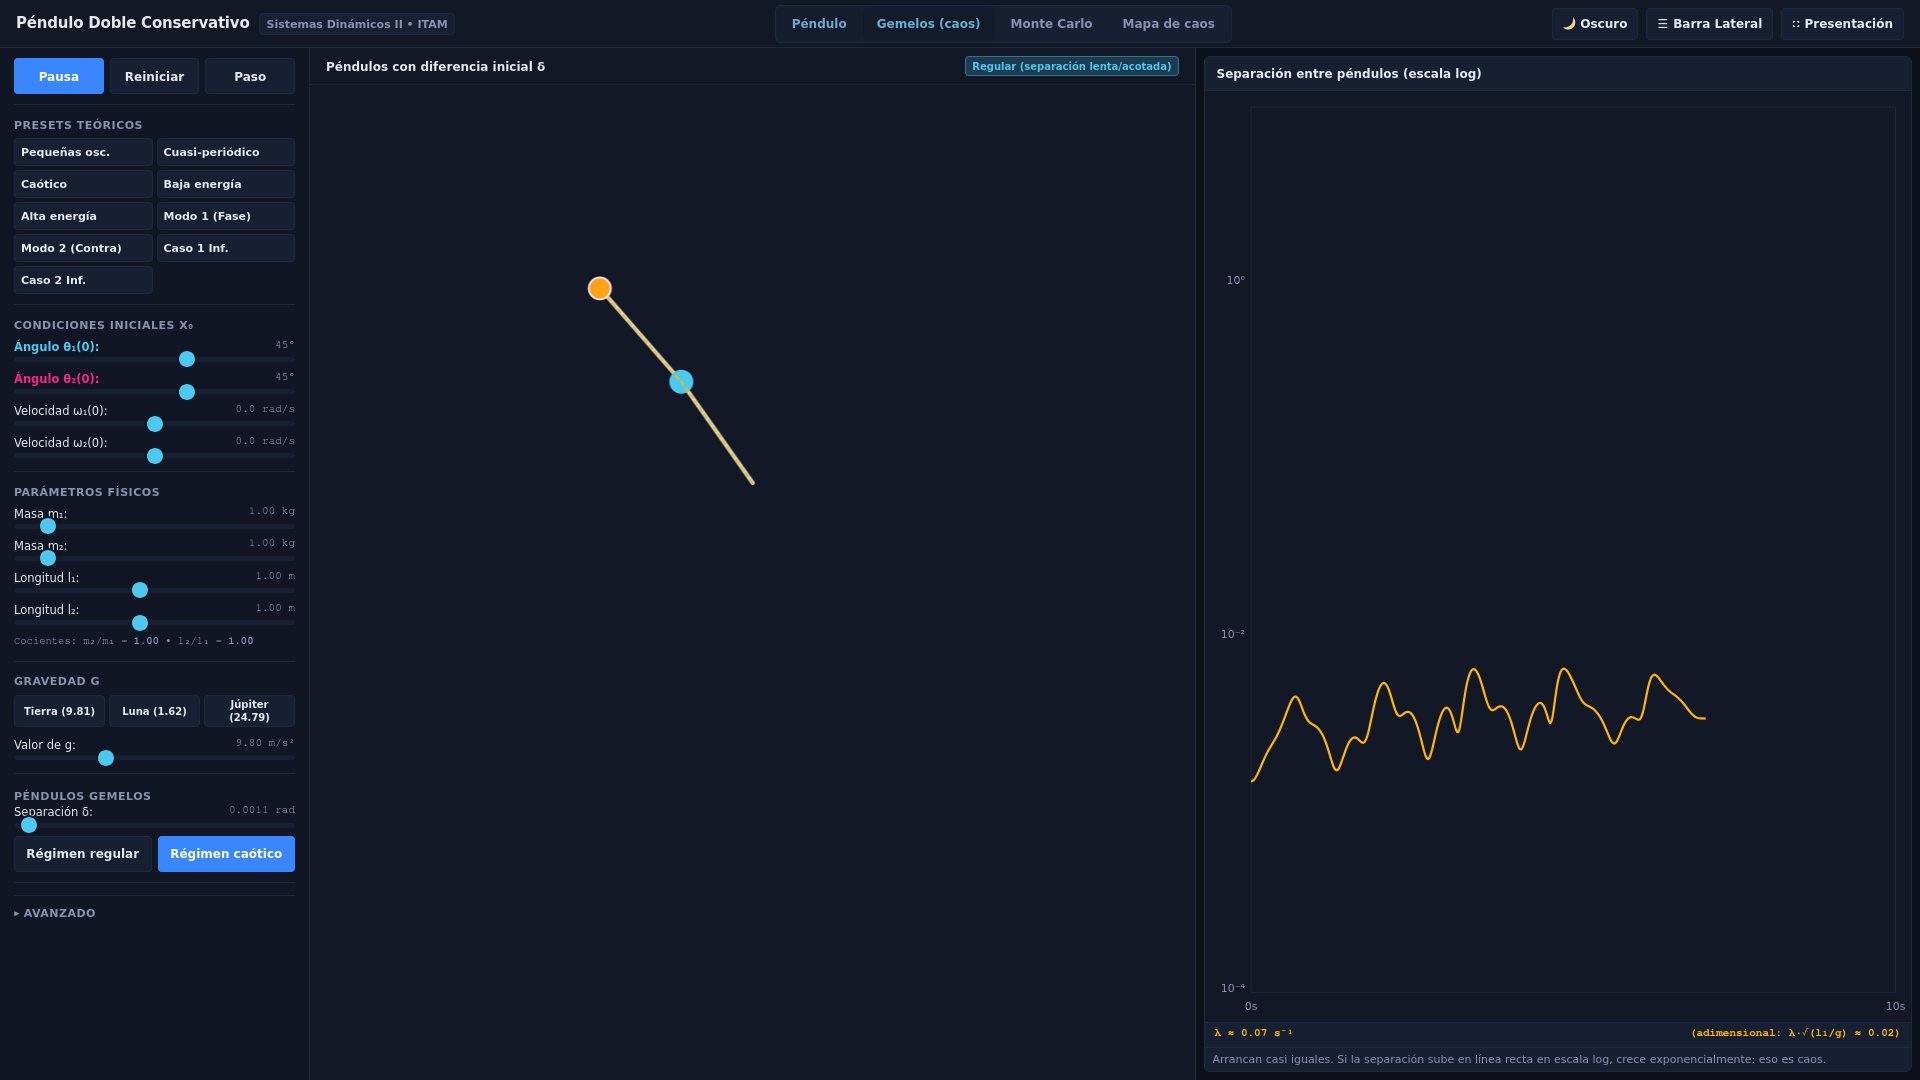 Péndulo Doble Conservativo
Sistemas Dinámicos II • ITAM
Péndulo
Gemelos (caos)
Monte Carlo
Mapa de caos
🌙 Oscuro
☰ Barra Lateral
∷ Presentación
Pausa
Reiniciar
Paso
PRESETS TEÓRICOS
Pequeñas osc.
Cuasi-periódico
Caótico
Baja energía
Alta energía
Modo 1 (Fase)
Modo 2 (Contra)
Caso 1 Inf.
Caso 2 Inf.
CONDICIONES INICIALES X₀
Ángulo θ₁(0):
45°
Ángulo θ₂(0):
45°
Velocidad ω₁(0):
0.0 rad/s
Velocidad ω₂(0):
0.0 rad/s
PARÁMETROS FÍSICOS
Masa m₁:
1.00 kg
Masa m₂:
1.00 kg
Longitud l₁:
1.00 m
Longitud l₂:
1.00 m
Cocientes: m₂/m₁ = 1.00 • l₂/l₁ = 1.00
GRAVEDAD G
Tierra (9.81)
Luna (1.62)
Júpiter
(24.79)
Valor de g:
9.80 m/s²
PÉNDULOS GEMELOS
Separación δ:
0.0011 rad
Régimen regular
Régimen caótico
▸ AVANZADO
Péndulos con diferencia inicial δ
Regular (separación lenta/acotada)
Separación entre péndulos (escala log)
10⁰
10⁻²
10⁻⁴
0s
10s
λ ≈ 0.07 s⁻¹
(adimensional: λ·√(l₁/g) ≈ 0.02)
Arrancan casi iguales. Si la separación sube en línea recta en escala log, crece exponencialmente: eso es caos.